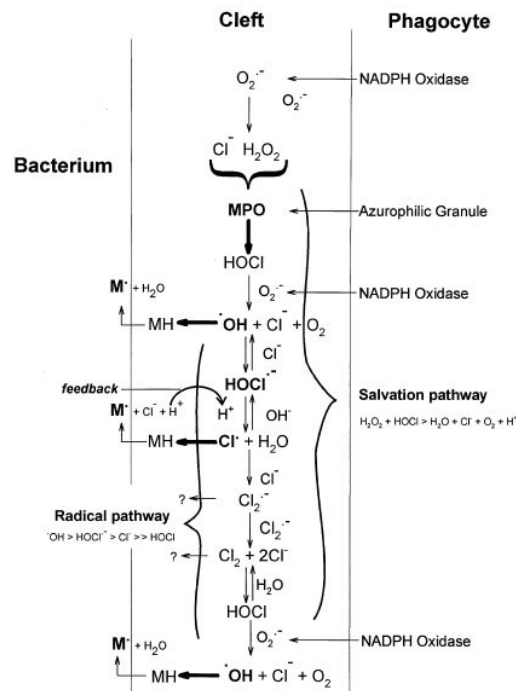 Cleft
Phagocyte
O₂·⁻
NADPH Oxidase
O₂·⁻
Cl⁻ H₂O₂
Bacterium
MPO
Azurophilic Granule
HOCl
M· + H₂O
O₂·⁻
NADPH Oxidase
MH
·OH + Cl⁻ + O₂
Cl⁻
feedback
HOCl·⁻
Salvation pathway
H₂O₂ + HOCl > H₂O + Cl⁻ + O₂ + H⁺
M· + Cl⁻ + H⁺
H⁺
OH⁻
MH
Cl· + H₂O
Cl⁻
?
Cl₂·⁻
Radical pathway
·OH > HOCl·⁻ > Cl· >> HOCl
Cl₂·⁻
?
Cl₂ + 2Cl⁻
H₂O
HOCl
M· + H₂O
O₂·⁻
NADPH Oxidase
MH
·OH + Cl⁻ + O₂